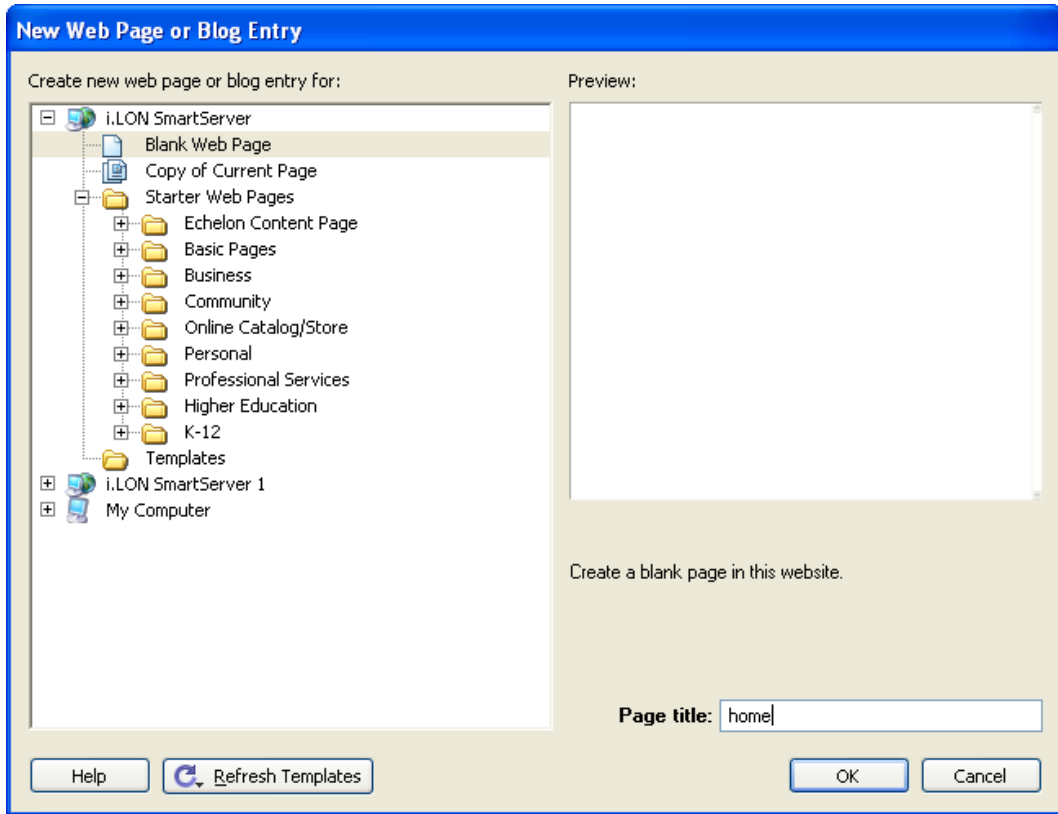 New Web Page or Blog Entry
Create new web page or blog entry for:
i.LON SmartServer
Blank Web Page
Copy of Current Page
Starter Web Pages
Echelon Content Page
Basic Pages
Business
Community
Online Catalog/Store
Personal
Professional Services
Higher Education
K-12
Templates
i.LON SmartServer 1
My Computer
Preview:
Create a blank page in this website.
Page title: home
Help
Refresh Templates
OK
Cancel